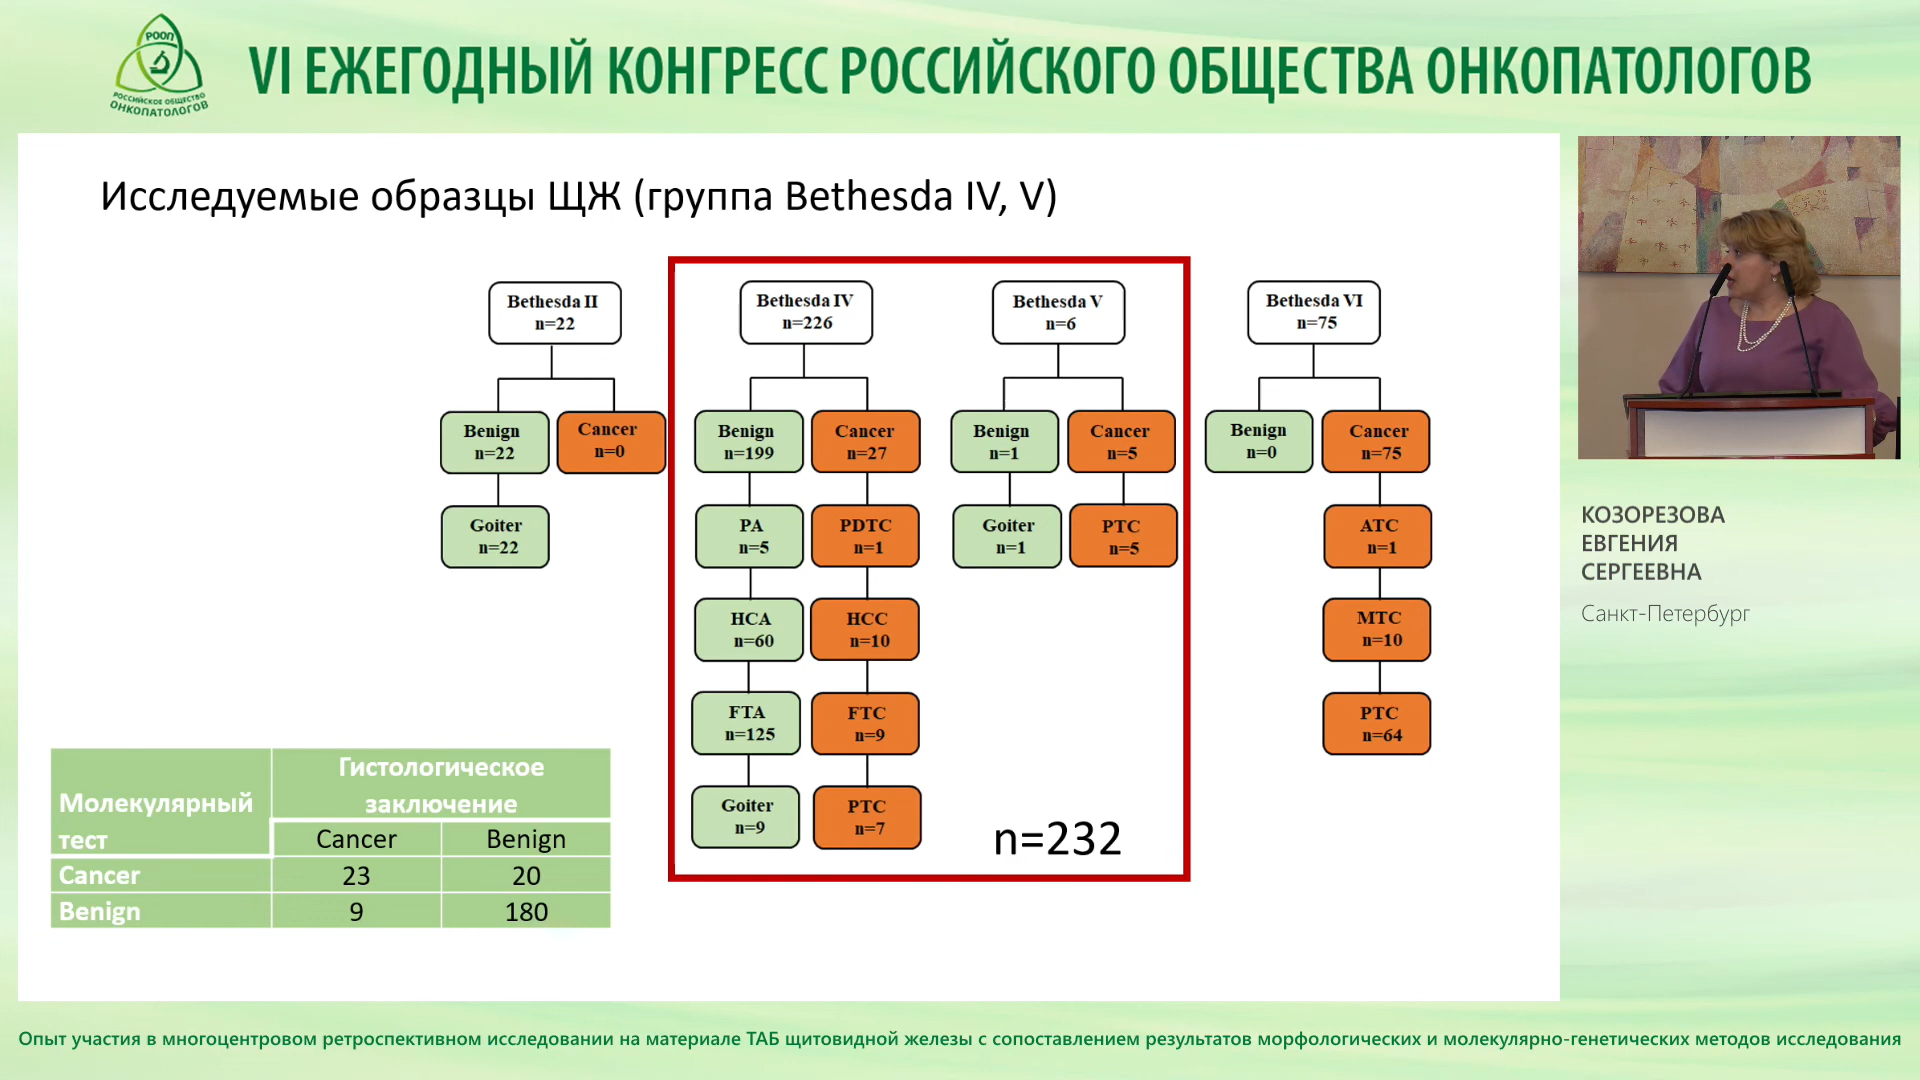 РООП
РОССИЙСКОЕ ОБЩЕСТВО
ОНКОПАТОЛОГОВ
VI ЕЖЕГОДНЫЙ КОНГРЕСС РОССИЙСКОГО ОБЩЕСТВА ОНКОПАТОЛОГОВ
Исследуемые образцы ЩЖ (группа Bethesda IV, V)
Bethesda II
n=22
Benign
n=22
Cancer
n=0
Goiter
n=22
Bethesda IV
n=226
Benign
n=199
Cancer
n=27
PA
n=5
PDTC
n=1
HCA
n=60
HCC
n=10
FTA
n=125
FTC
n=9
Goiter
n=9
PTC
n=7
Bethesda V
n=6
Benign
n=1
Cancer
n=5
Goiter
n=1
PTC
n=5
n=232
Bethesda VI
n=75
Benign
n=0
Cancer
n=75
ATC
n=1
MTC
n=10
PTC
n=64
Молекулярный
тест
Гистологическое
заключение
Cancer Benign
Cancer 23 20
Benign 9 180
КОЗОРЕЗОВА
ЕВГЕНИЯ
СЕРГЕЕВНА
Санкт-Петербург
Опыт участия в многоцентровом ретроспективном исследовании на материале ТАБ щитовидной железы с сопоставлением результатов морфологических и молекулярно-генетических методов исследования